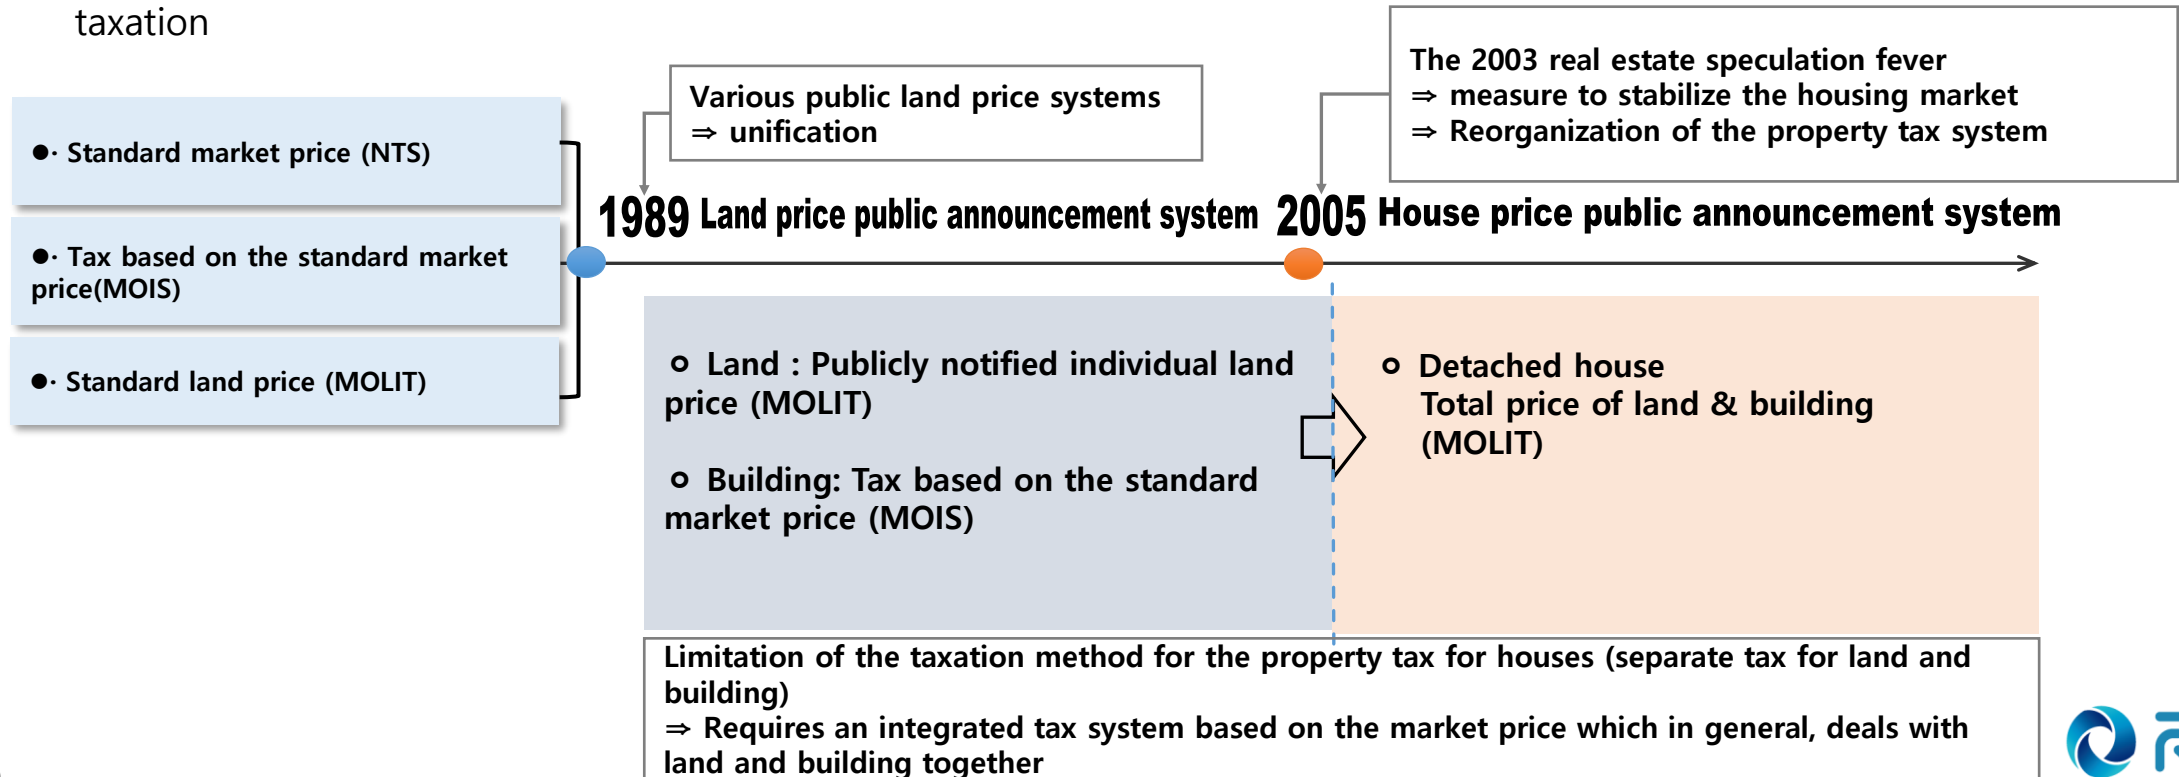 taxation
●· Standard market price (NTS)
●· Tax based on the standard market
price(MOIS)
●· Standard land price (MOLIT)
Various public land price systems
⇒ unification
The 2003 real estate speculation fever
⇒ measure to stabilize the housing market
⇒ Reorganization of the property tax system
1989 Land price public announcement system
2005 House price public announcement system
⚬ Land : Publicly notified individual land
price (MOLIT)
⚬ Building: Tax based on the standard
market price (MOIS)
⚬ Detached house
Total price of land & building
(MOLIT)
Limitation of the taxation method for the property tax for houses (separate tax for land and
building)
⇒ Requires an integrated tax system based on the market price which in general, deals with
land and building together